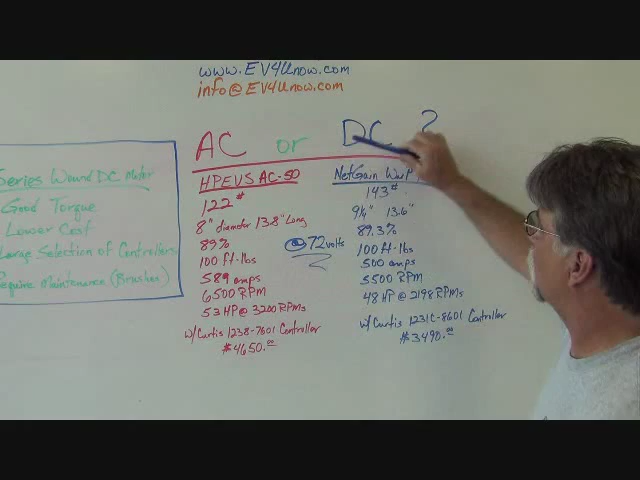 www.EV4Unow.com
info@EV4Unow.com
AC or DC ?
Series Wound DC Motor
Good Torque
Lower Cost
Large Selection of Controllers
Require Maintenance (Brushes)
HPEVS AC-50
122#
8" diameter 13.8" Long
89%
100 ft-lbs
589 amps
6500 RPM
53 HP @ 3200 RPMs
w/Curtis 1238-7601 Controller
$4650.00
@ 72 volts
NetGain
143#
9¼" 13.6"
89.3%
100 ft-lbs
500 amps
5500 RPM
48 HP @ 2198 RPMs
w/Curtis 1231C-8601 Controller
$3490.00